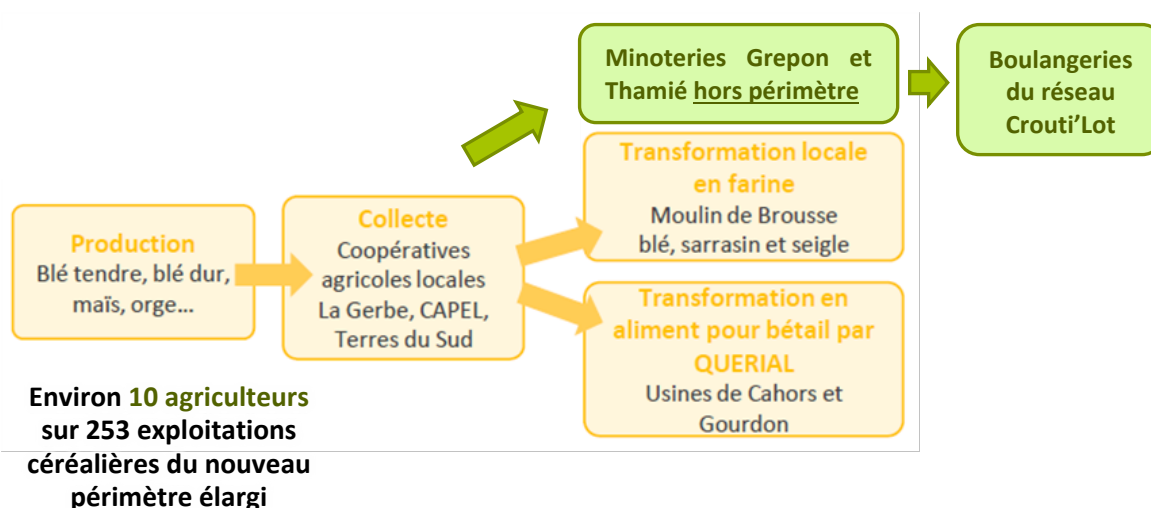 Minoteries Grepon et
Thamié hors périmètre
Boulangeries
du réseau
Crouti’Lot
Transformation locale
en farine
Moulin de Brousse
blé, sarrasin et seigle
Production
Blé tendre, blé dur,
maïs, orge...
Collecte
Coopératives
agricoles locales
La Gerbe, CAPEL,
Terres du Sud
Transformation en
aliment pour bétail par
QUERIAL
Usines de Cahors et
Gourdon
Environ 10 agriculteurs
sur 253 exploitations
céréalières du nouveau
périmètre élargi